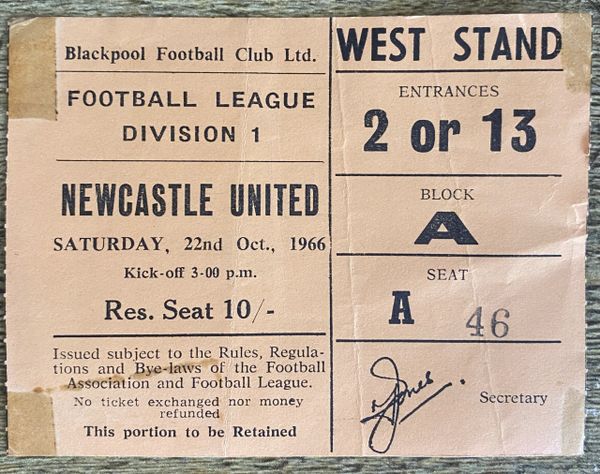 Blackpool Football Club Ltd.
FOOTBALL LEAGUE
DIVISION 1
NEWCASTLE UNITED
SATURDAY, 22nd Oct., 1966
Kick-off 3-00 p.m.
Res. Seat 10/-
Issued subject to the Rules, Regula-
tions and Bye-laws of the Football
Association and Football League.
No ticket exchanged nor money
refunded
This portion to be Retained
WEST STAND
ENTRANCES
2 or 13
BLOCK
A
SEAT
A 46
Jones.
Secretary